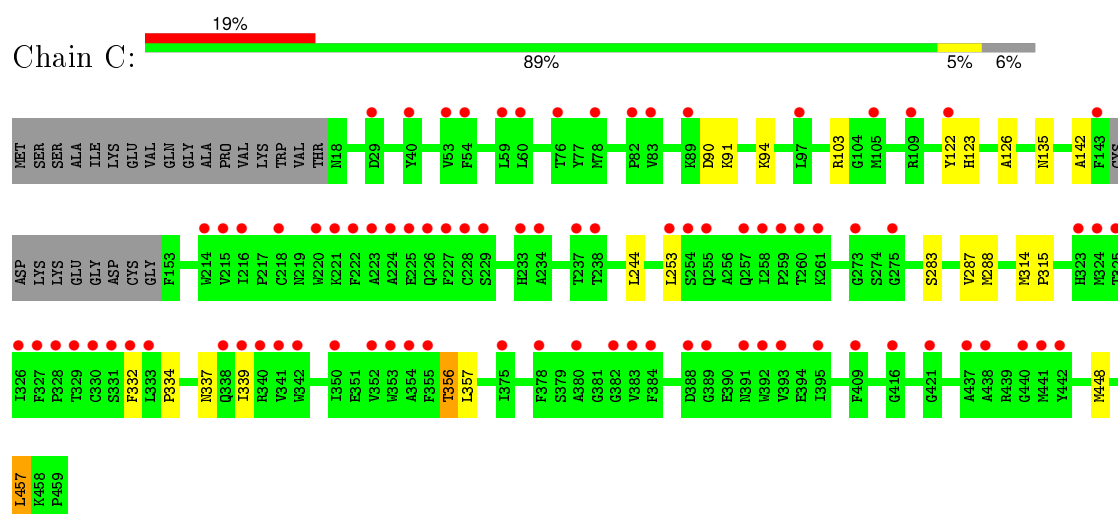 19%
Chain C:
89% 5% 6%
MET SER SER ALA ILE LYS GLU VAL GLN GLY ALA PRO VAL LYS TRP VAL THR N18 D29 Y40 V53 F54 L59 L60 T76 Y77 M78 P82 V83 K89 D90 K91 K94 L97 R103 G104 M105 R109 Y122 H123 A126 N135 A142 F143 CYS
ASP LYS LYS GLU GLY ASP CYS GLY F153 W214 V215 I216 P217 C218 N219 W220 K221 F222 A223 A224 E225 Q226 F227 C228 S229 H233 A234 T237 T238 L244 L253 S254 Q255 A256 Q257 I258 P259 T260 K261 G273 S274 G275 S283 V287 M288 M314 P315 H323 M324 T325
I326 F327 P328 T329 C330 S331 F332 L333 P334 N337 Q338 I339 R340 V341 W342 I350 E351 V352 W353 A354 F355 T356 L357 I375 F378 S379 A380 G381 G382 V383 F384 D388 G389 E390 N391 W392 V393 E394 I395 F409 G416 G421 A437 A438 R439 G440 M441 Y442 M448
L457 K458 P459